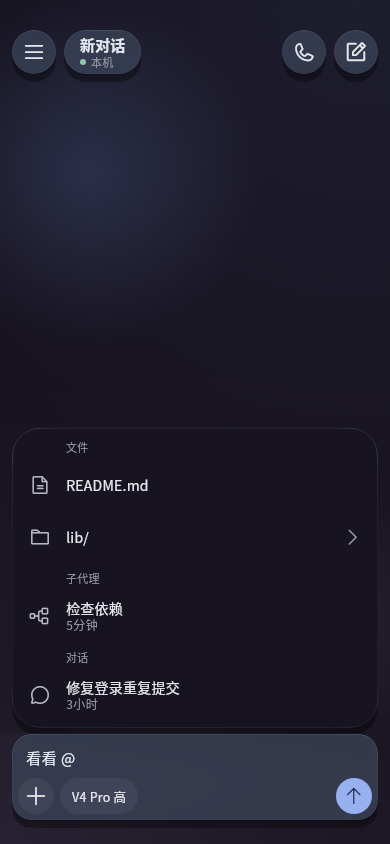 新对话
本机
文件
README.md
lib/
子代理
检查依赖
5分钟
对话
修复登录重复提交
3小时
看看 @
V4 Pro 高